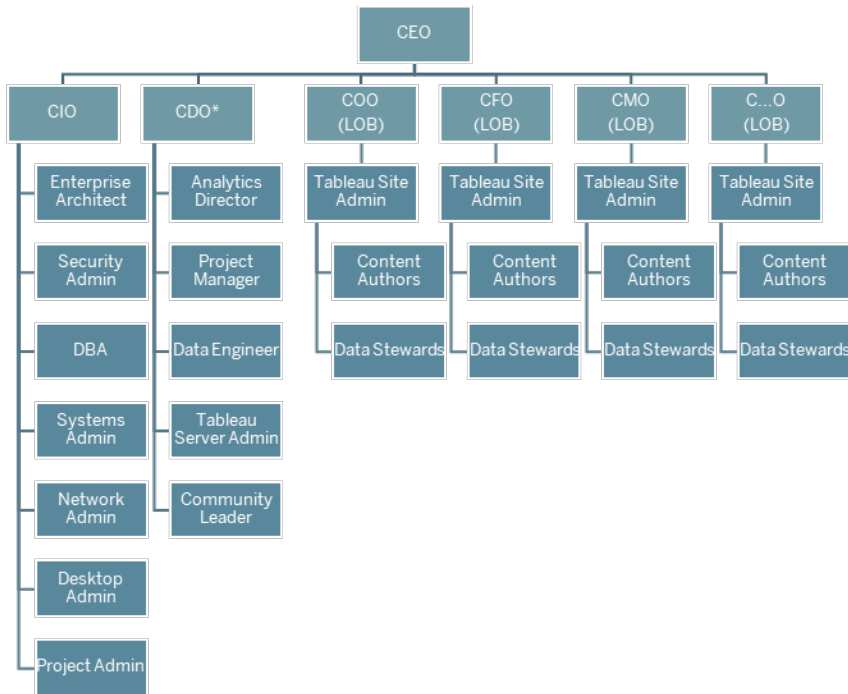 CEO
CIO
CDO*
COO
(LOB)
CFO
(LOB)
CMO
(LOB)
C...O
(LOB)
Enterprise
Architect
Analytics
Director
Tableau Site
Admin
Tableau Site
Admin
Tableau Site
Admin
Tableau Site
Admin
Security
Admin
Project
Manager
Content
Authors
Content
Authors
Content
Authors
Content
Authors
DBA
Data Engineer
Data Stewards
Data Stewards
Data Stewards
Data Stewards
Systems
Admin
Tableau
Server Admin
Network
Admin
Community
Leader
Desktop
Admin
Project Admin